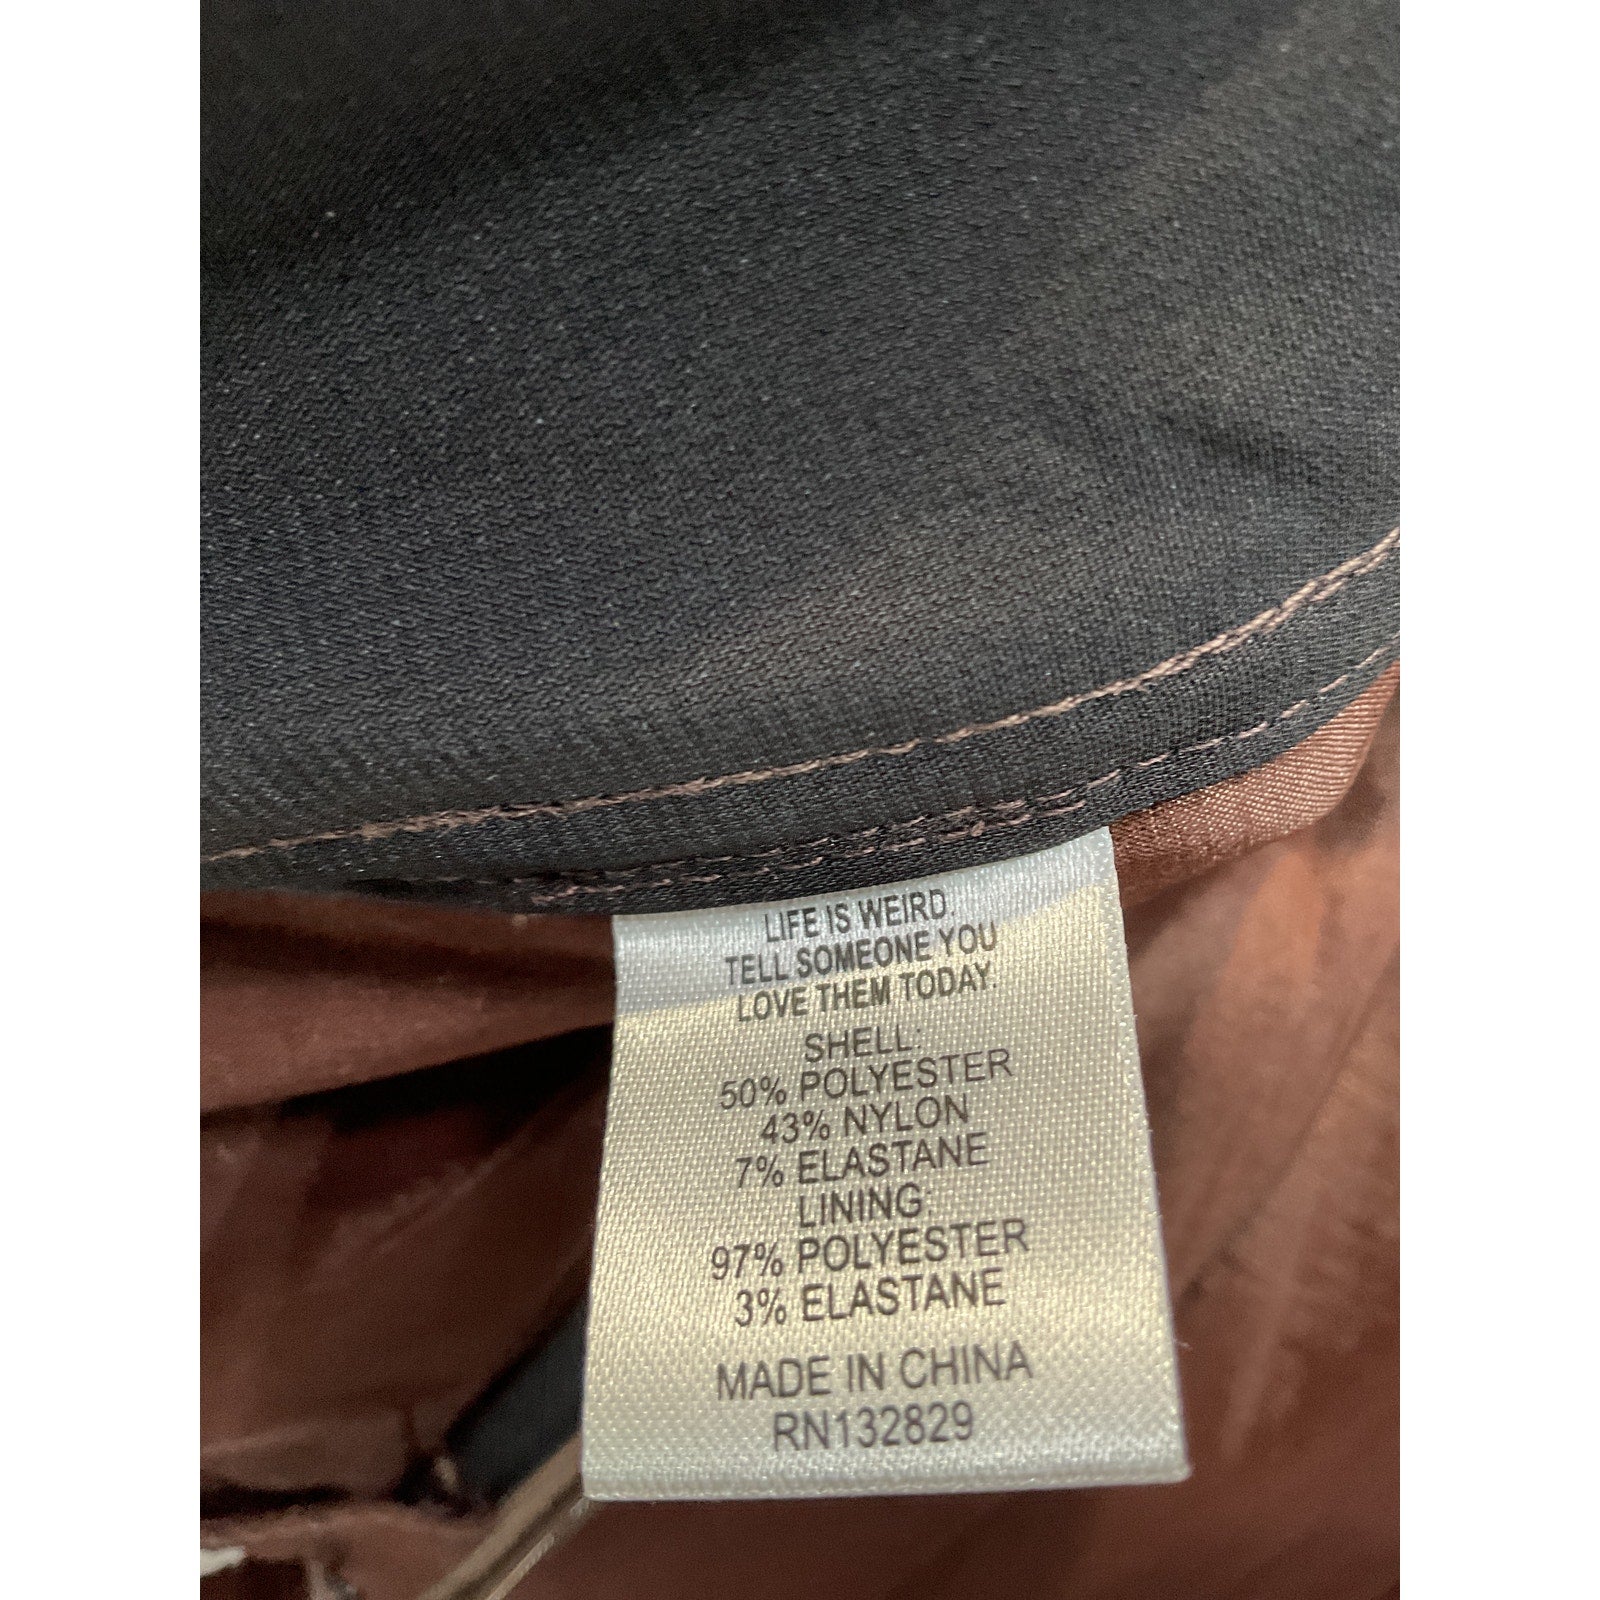 LIFE IS WEIRD.
TELL SOMEONE YOU
LOVE THEM TODAY.
SHELL:
50% POLYESTER
43% NYLON
7% ELASTANE
LINING:
97% POLYESTER
3% ELASTANE
MADE IN CHINA
RN132829